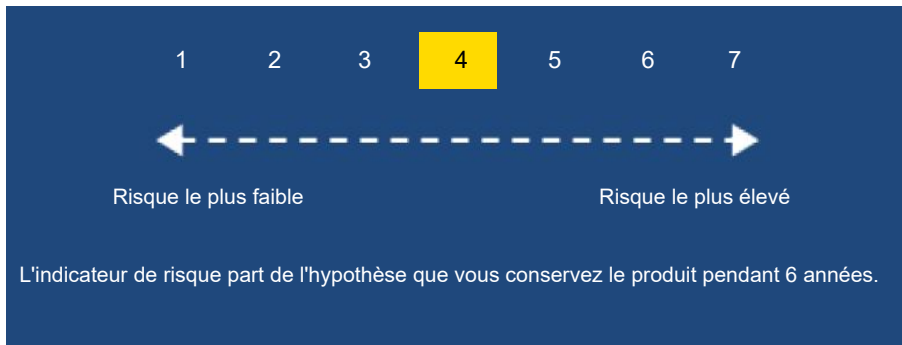 1 2 3 4 5 6 7
Risque le plus faible Risque le plus élevé
L'indicateur de risque part de l'hypothèse que vous conservez le produit pendant 6 années.